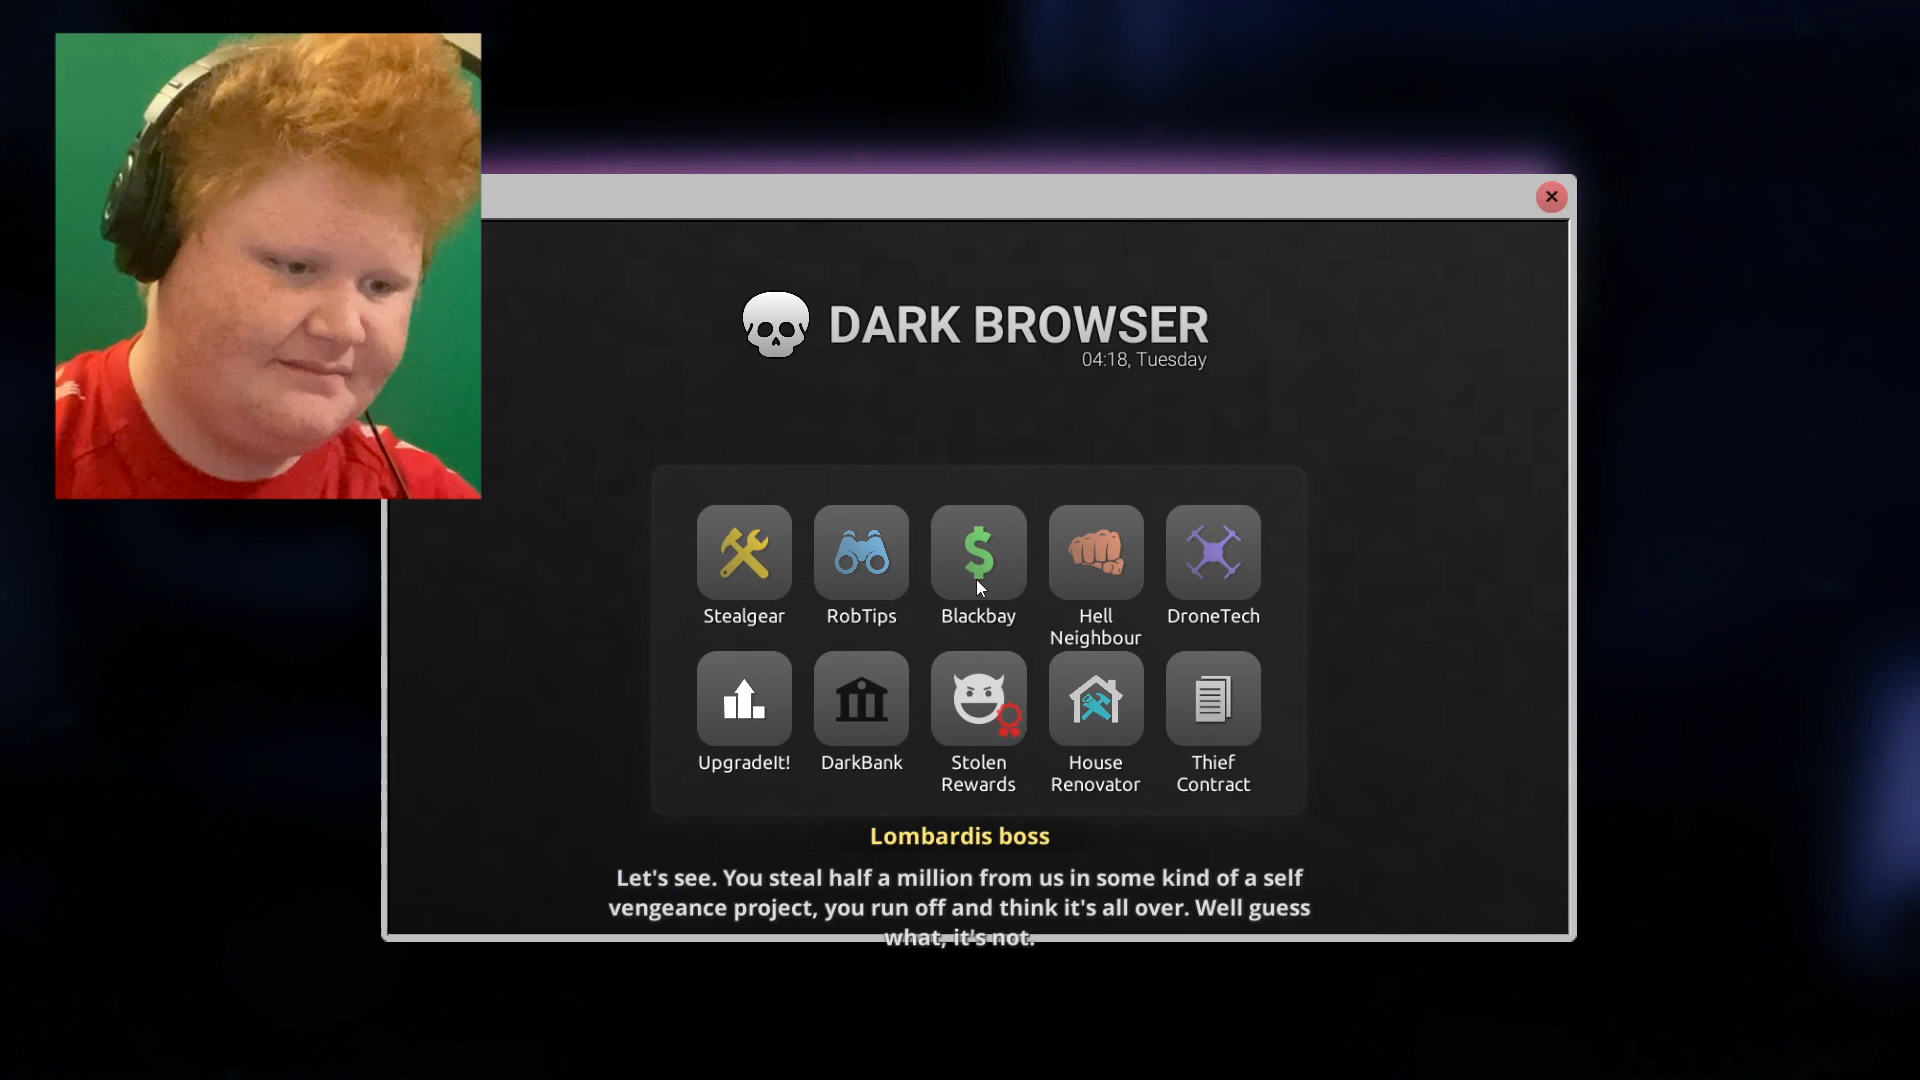 DARK BROWSER
04:18, Tuesday
Stealgear
RobTips
Blackbay
Hell
Neighbour
DroneTech
UpgradeIt!
DarkBank
Stolen
Rewards
House
Renovator
Thief
Contract
Lombardis boss
Let's see. You steal half a million from us in some kind of a self
vengeance project, you run off and think it's all over. Well guess
what, it's not.